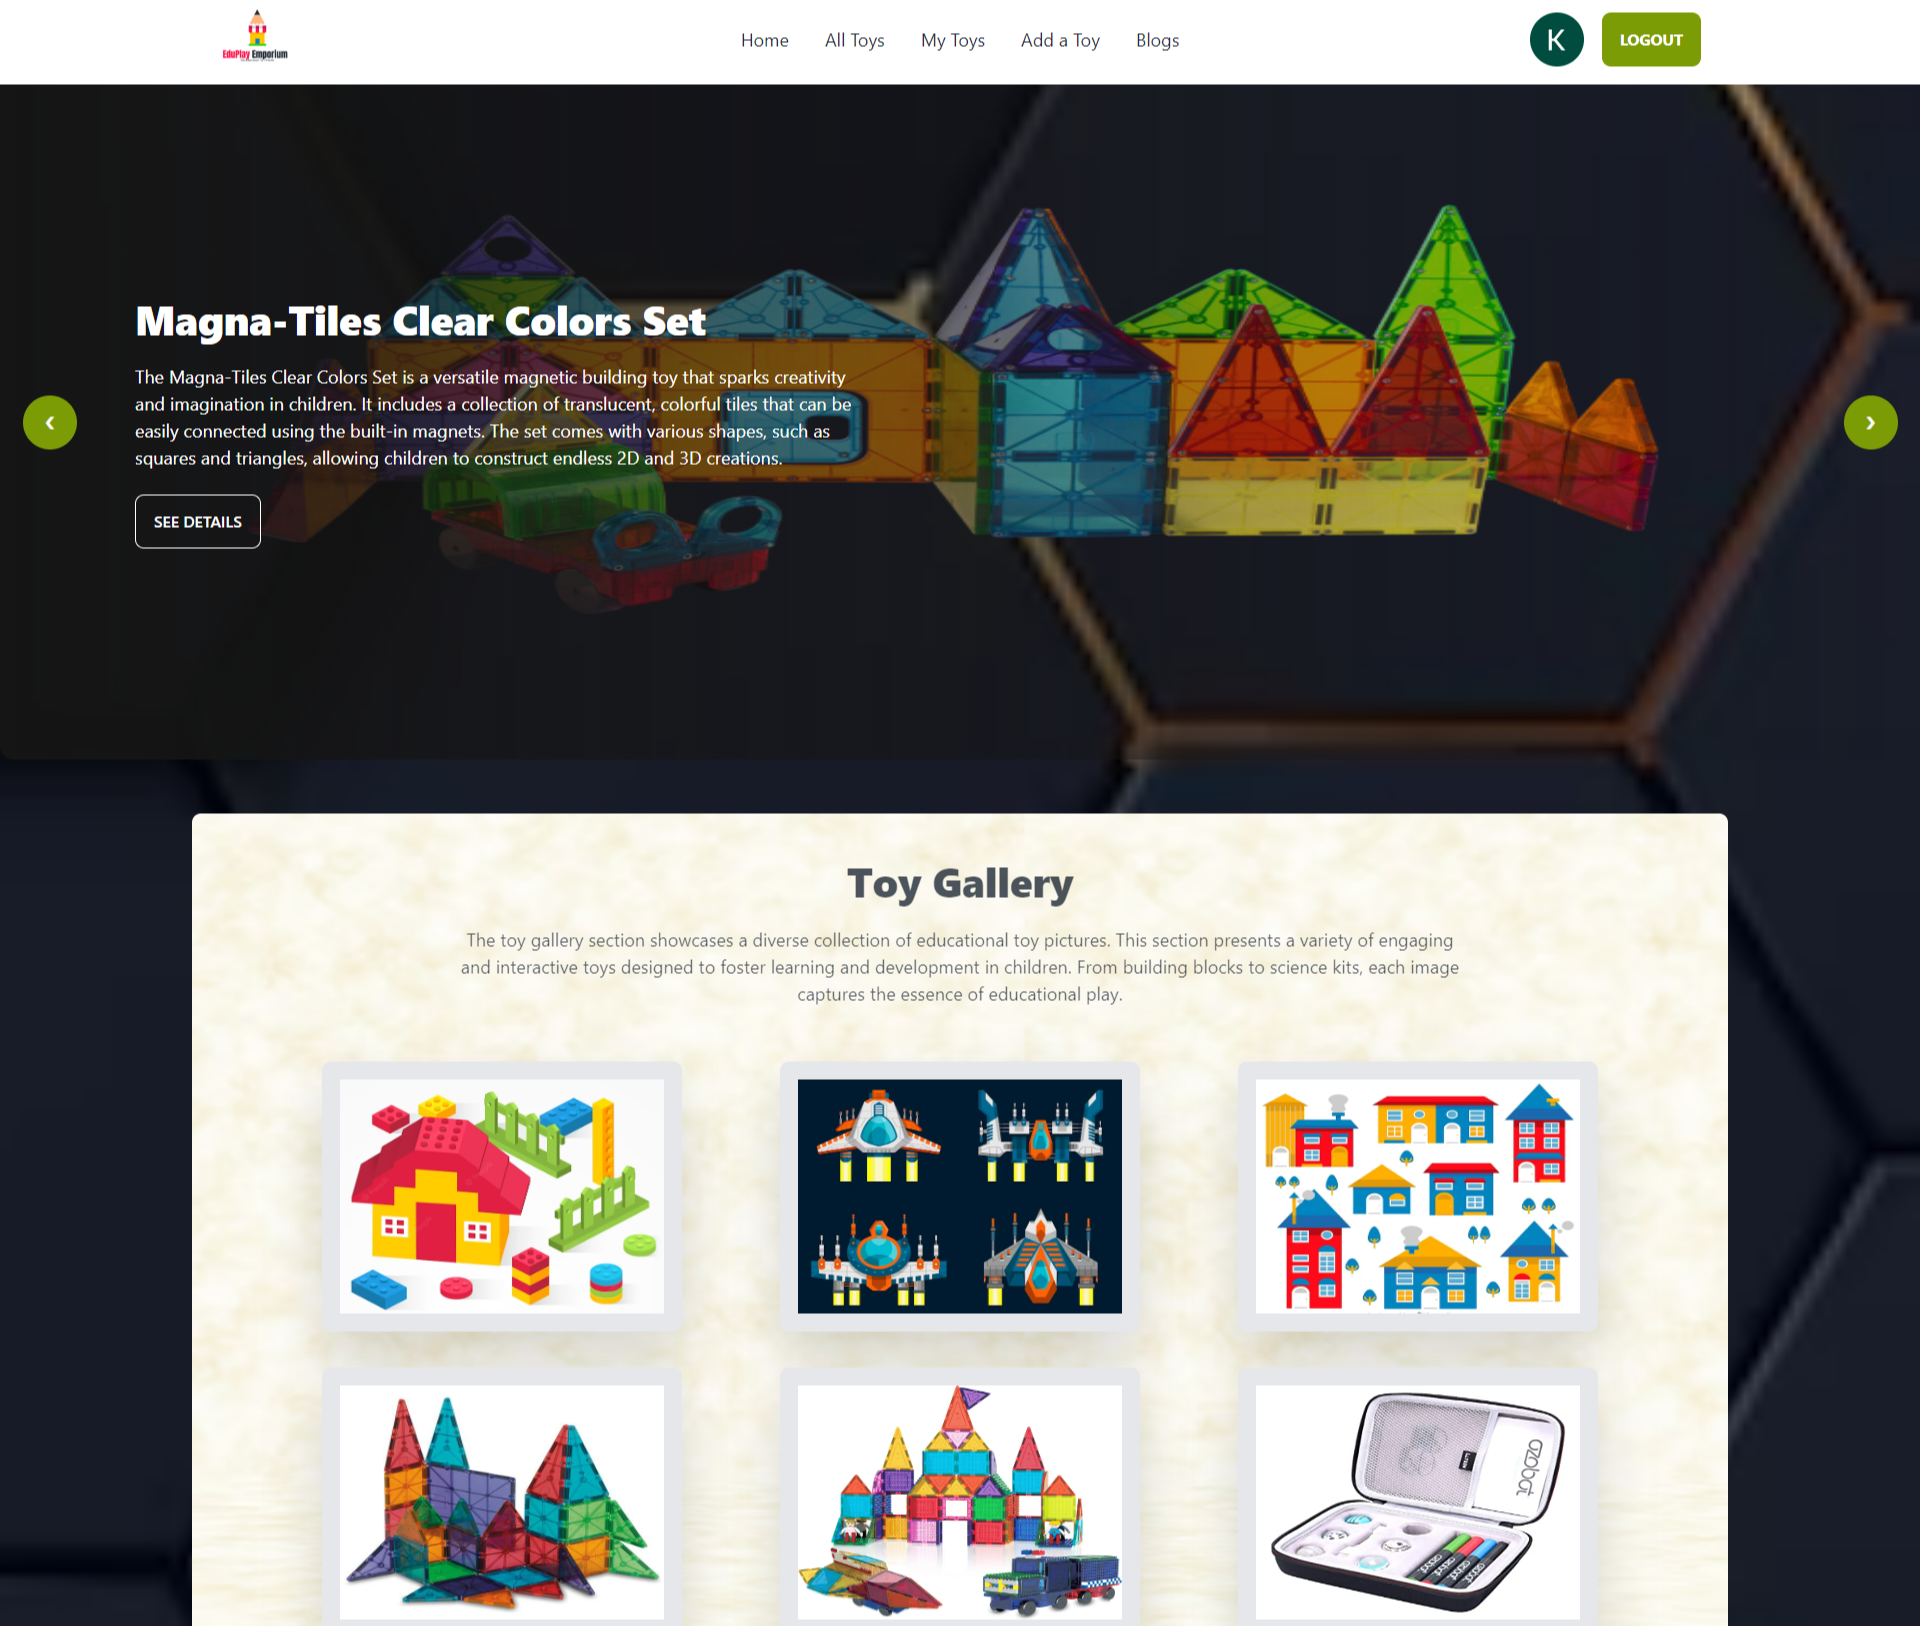 EduPlay Emporium
Home
All Toys
My Toys
Add a Toy
Blogs
K
LOGOUT
Magna-Tiles Clear Colors Set
The Magna-Tiles Clear Colors Set is a versatile magnetic building toy that sparks creativity
and imagination in children. It includes a collection of translucent, colorful tiles that can be
easily connected using the built-in magnets. The set comes with various shapes, such as
squares and triangles, allowing children to construct endless 2D and 3D creations.
‹
›
SEE DETAILS
Toy Gallery
The toy gallery section showcases a diverse collection of educational toy pictures. This section presents a variety of engaging
and interactive toys designed to foster learning and development in children. From building blocks to science kits, each image
captures the essence of educational play.
ozobot